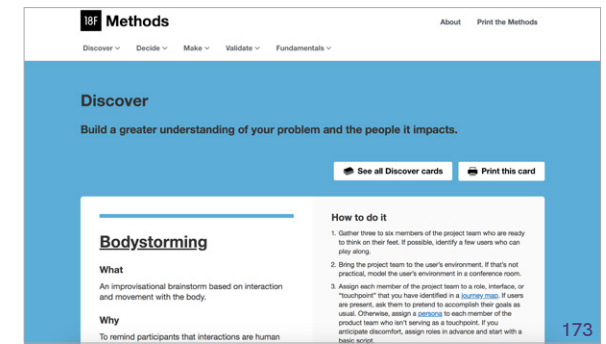 18F Methods
About Print the Methods
Discover Decide Make Validate Fundamentals
Discover
Build a greater understanding of your problem and the people it impacts.
See all Discover cards Print this card
Bodystorming
What
An improvisational brainstorm based on interaction
and movement with the body.
Why
To remind participants that interactions are human
How to do it
1. Gather three to six members of the project team who are ready
to think on their feet. If possible, identify a few users who can
play along.
2. Bring the project team to the user's environment. If that's not
practical, model the user's environment in a conference room.
3. Assign each member of the project team to a role, interface, or
"touchpoint" that you have identified in a journey map. If users
are present, ask them to pretend to accomplish their goals as
usual. Otherwise, assign a persona to each member of the
product team who isn't serving as a touchpoint. If you
anticipate discomfort, assign roles in advance and start with a
basic script.
173